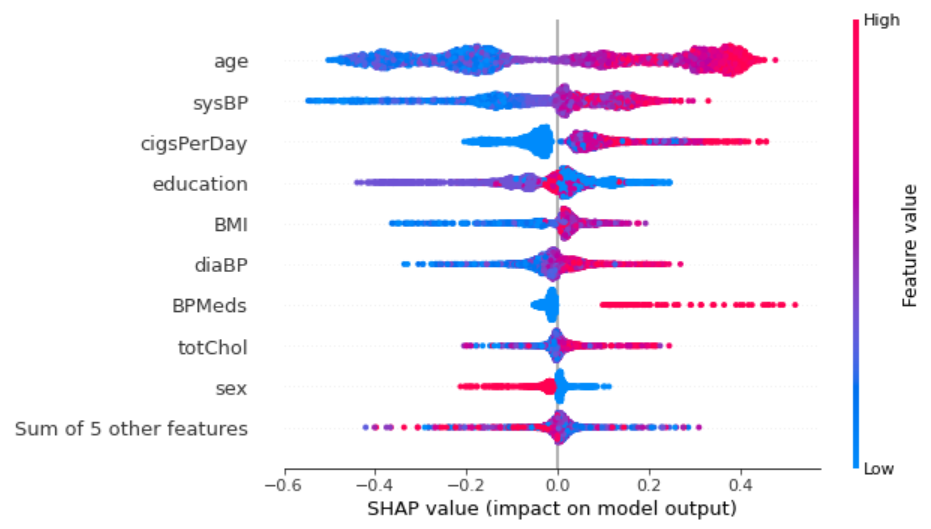 High
age
sysBP
cigsPerDay
education
BMI
diaBP
BPMeds
totChol
sex
Sum of 5 other features
Feature value
Low
−0.6 −0.4 −0.2 0.0 0.2 0.4
SHAP value (impact on model output)